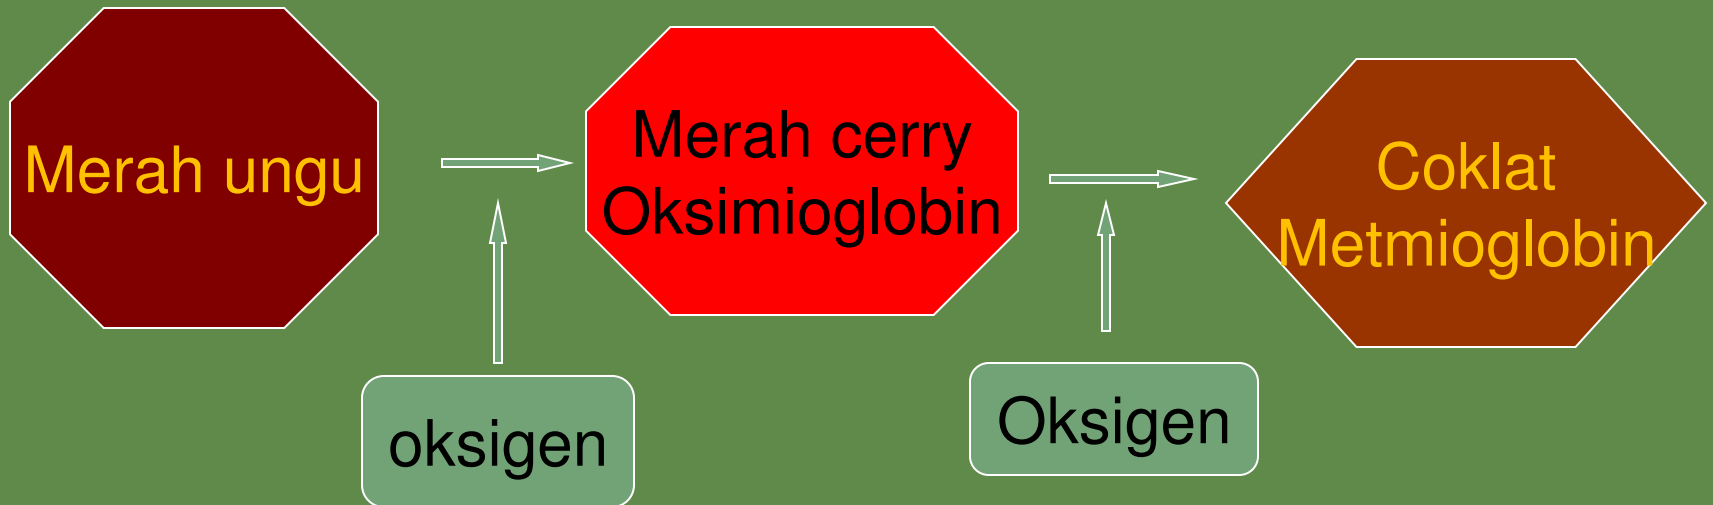 Merah ungu
Merah cerry
Oksimioglobin
Coklat
Metmioglobin
oksigen
Oksigen